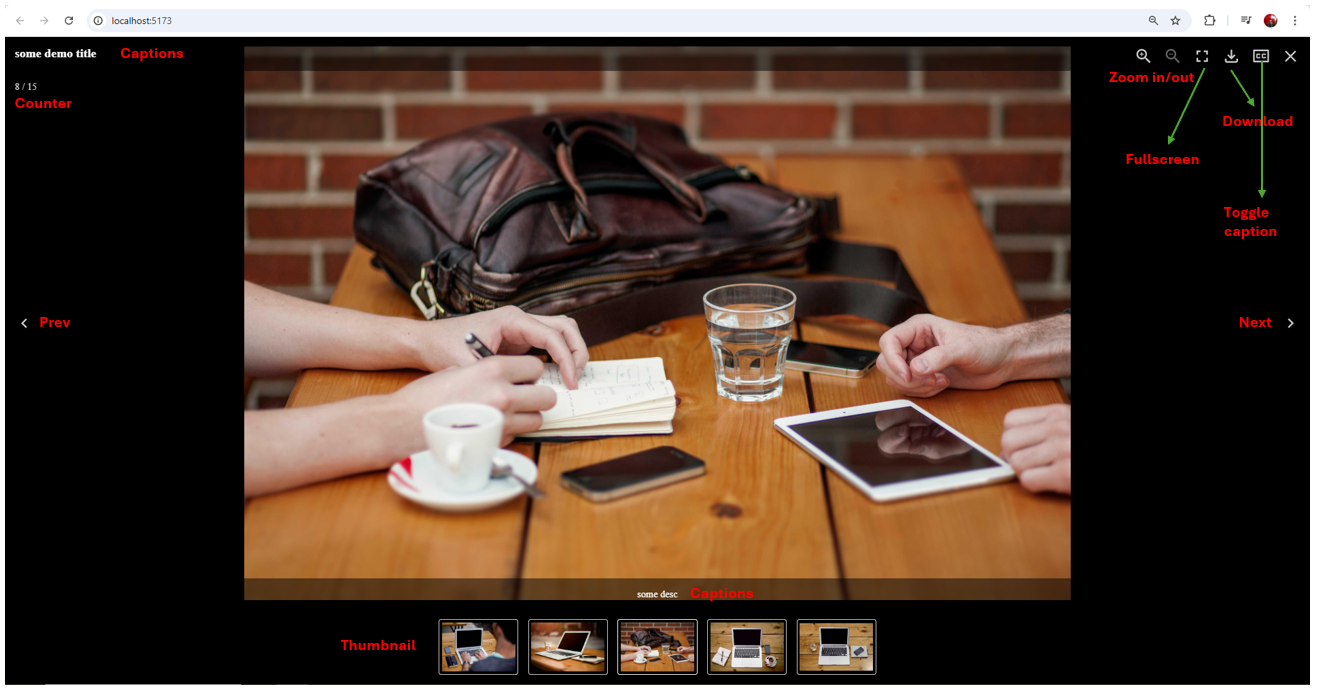 localhost:5173
some demo title
Captions
8 / 15
Counter
CC
Zoom in/out
Download
Fullscreen
Toggle
caption
Prev
Next
some desc
Captions
Thumbnail